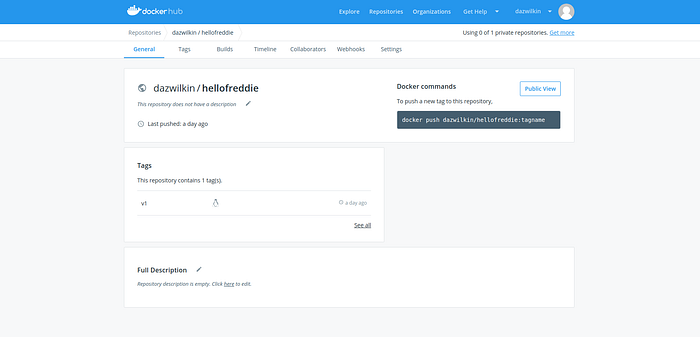 docker hub
Explore Repositories Organizations Get Help dazwilkin
Repositories dazwilkin / hellofreddie Using 0 of 1 private repositories. Get more
General Tags Builds Timeline Collaborators Webhooks Settings
dazwilkin / hellofreddie
This repository does not have a description
Last pushed: a day ago
Docker commands
Public View
To push a new tag to this repository,
docker push dazwilkin/hellofreddie:tagname
Tags
This repository contains 1 tag(s).
v1 a day ago
See all
Full Description
Repository description is empty. Click here to edit.